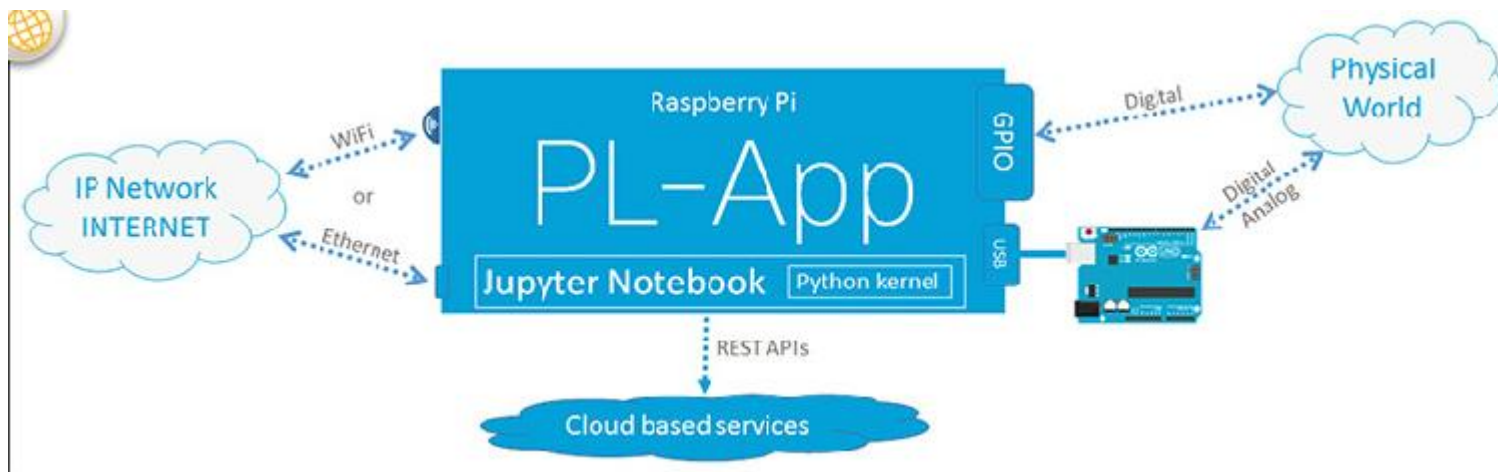 Raspberry Pi
PL-App
Jupyter Notebook
Python kernel
GPIO
USB
WiFi
or
Ethernet
IP Network
INTERNET
Digital
Physical
World
Digital
Analog
REST APIs
Cloud based services